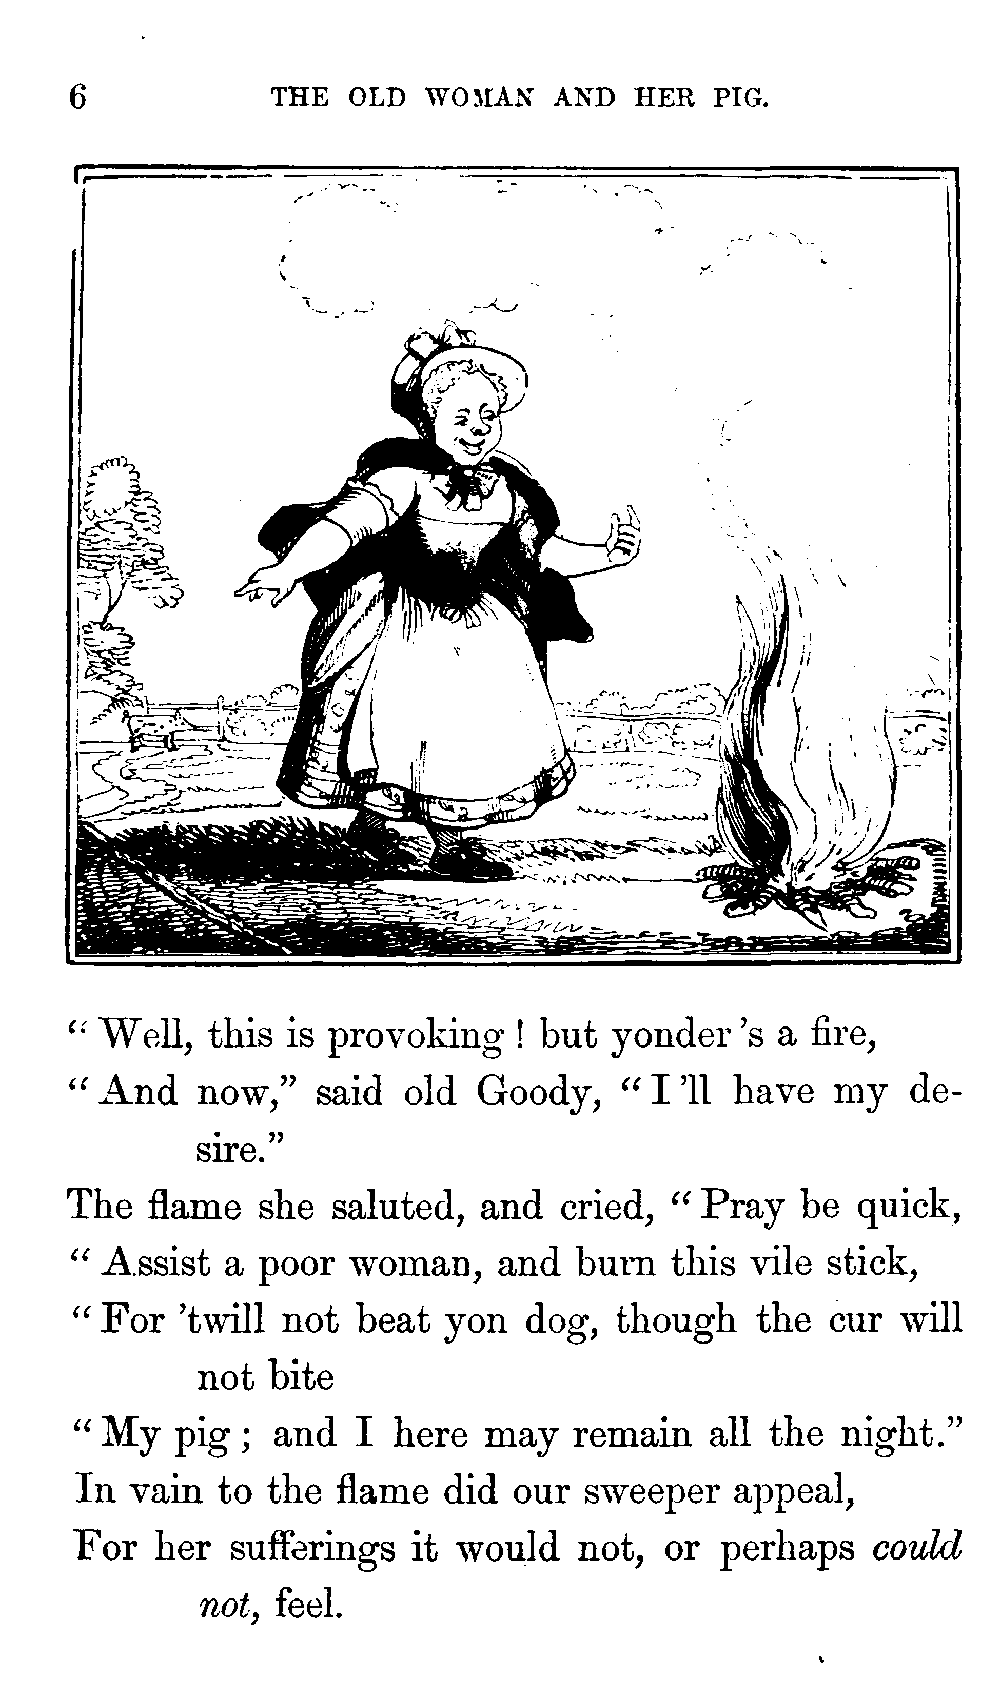 6 THE OLD WOMAN AND HER PIG.
“ Well, this is provoking ! but yonder ’s a fire,
“ And now,” said old Goody, “ I ’ll have my de-
sire.”
The flame she saluted, and cried, “ Pray be quick,
“ Assist a poor woman, and burn this vile stick,
“ For ’twill not beat yon dog, though the cur will
not bite
“ My pig ; and I here may remain all the night.”
In vain to the flame did our sweeper appeal,
For her sufferings it would not, or perhaps could
not, feel.